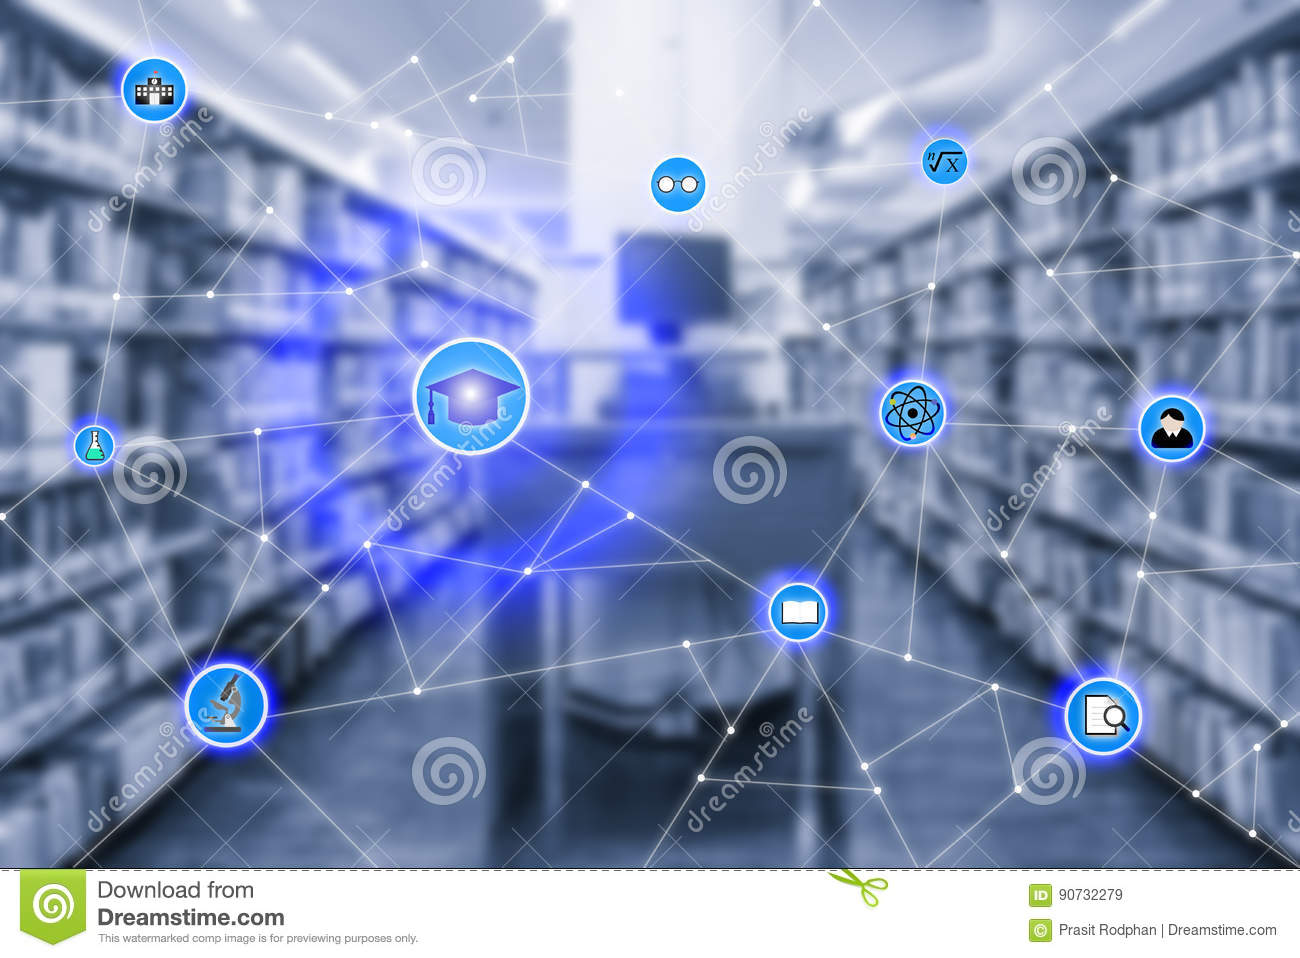 n√x
dreamstime
dreamstime
dreamstime
dreamstime
dreamstime
dreamstime
Download from
Dreamstime.com
This watermarked comp image is for previewing purposes only.
ID 90732279
© Prasit Rodphan | Dreamstime.com